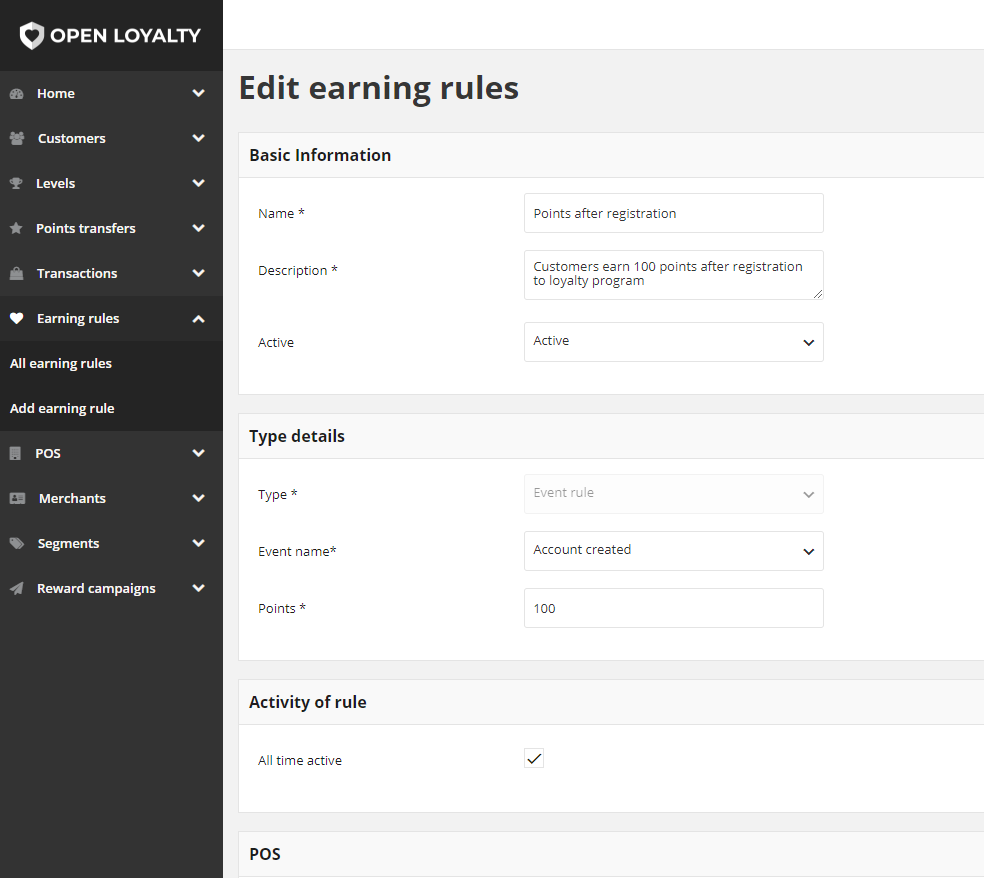 OPEN LOYALTY
Home
Customers
Levels
Points transfers
Transactions
Earning rules
All earning rules
Add earning rule
POS
Merchants
Segments
Reward campaigns
Edit earning rules
Basic Information
Name *
Points after registration
Description *
Customers earn 100 points after registration
to loyalty program
Active
Active
Type details
Type *
Event rule
Event name*
Account created
Points *
100
Activity of rule
All time active
POS